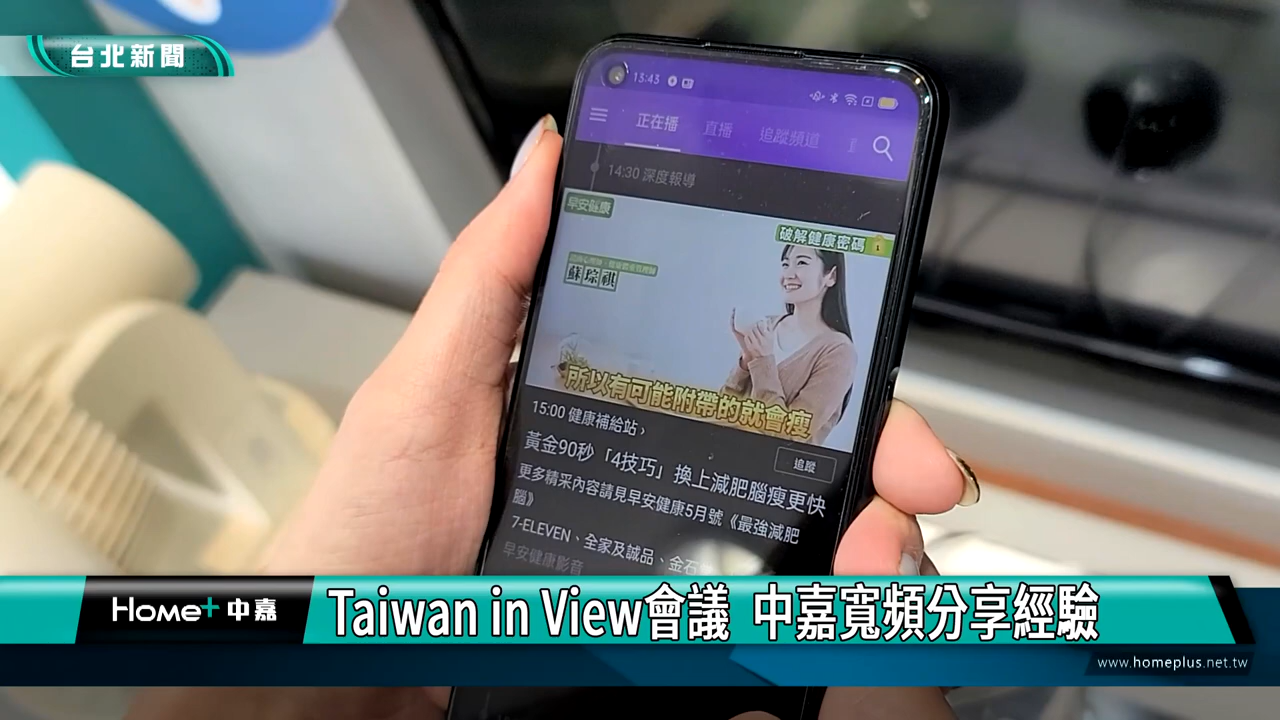 台北新聞
13:43
正在播 直播 追蹤頻道
14:30 深度報導
早安健康
破解健康密碼
蘇琮祺
所以有可能附帶的就會瘦
15:00 健康補給站 ›
追蹤
黃金90秒「4技巧」換上減肥腦瘦更快
更多精采內容請見早安健康5月號《最強減肥
腦》
7-ELEVEN、全家及誠品、金石
早安健康影音
Home+ 中嘉
Taiwan in View會議 中嘉寬頻分享經驗
www.homeplus.net.tw